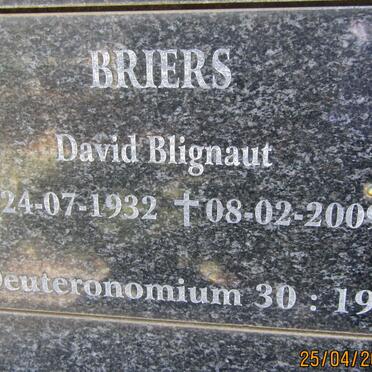 BRIERS
David Blignaut
24-07-1932 ✝ 08-02-2009
Deuteronomium 30 : 19
25/04/2